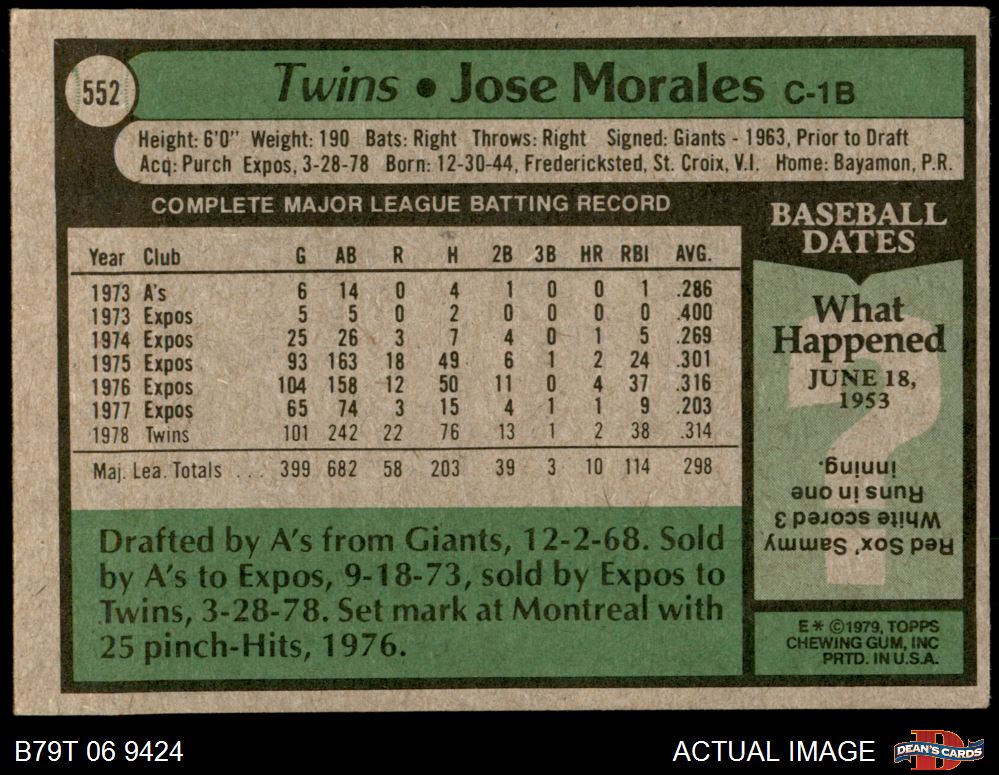 552
Twins • Jose Morales C-1B
Height: 6'0" Weight: 190 Bats: Right Throws: Right Signed: Giants - 1963, Prior to Draft
Acq: Purch Expos, 3-28-78 Born: 12-30-44, Fredericksted, St. Croix, V.I. Home: Bayamon, P.R.
COMPLETE MAJOR LEAGUE BATTING RECORD
Year Club G AB R H 2B 3B HR RBI AVG.
1973 A's 6 14 0 4 1 0 0 1 .286
1973 Expos 5 5 0 2 0 0 0 0 .400
1974 Expos 25 26 3 7 4 0 1 5 .269
1975 Expos 93 163 18 49 6 1 2 24 .301
1976 Expos 104 158 12 50 11 0 4 37 .316
1977 Expos 65 74 3 15 4 1 1 9 .203
1978 Twins 101 242 22 76 13 1 2 38 .314
Maj. Lea. Totals . . . 399 682 58 203 39 3 10 114 298
Drafted by A's from Giants, 12-2-68. Sold
by A's to Expos, 9-18-73, sold by Expos to
Twins, 3-28-78. Set mark at Montreal with
25 pinch-Hits, 1976.
BASEBALL
DATES
What
Happened
JUNE 18,
1953
?
Red Sox' Sammy
White scored 3
Runs in one
inning.
E* ©1979, TOPPS
CHEWING GUM, INC
PRTD. IN U.S.A.
B79T 06 9424
ACTUAL IMAGE
D
DEAN'S CARDS